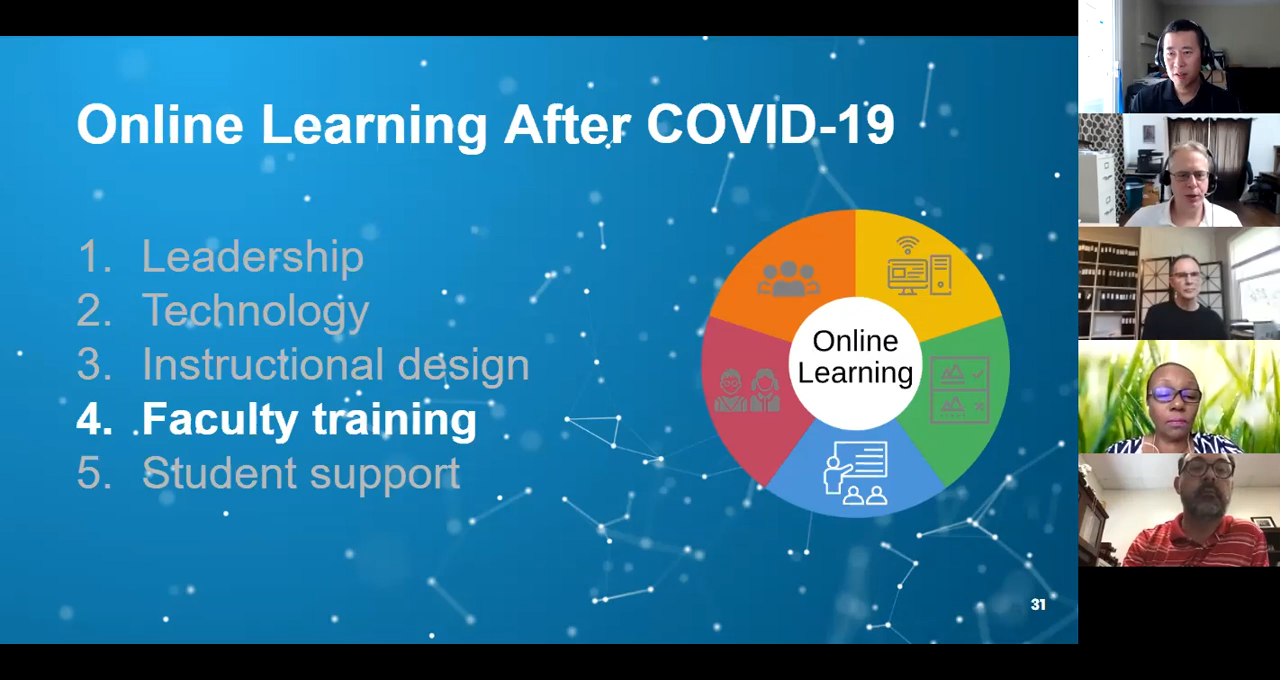 Online Learning After COVID-19
1. Leadership
2. Technology
3. Instructional design
4. Faculty training
5. Student support
Online
Learning
31